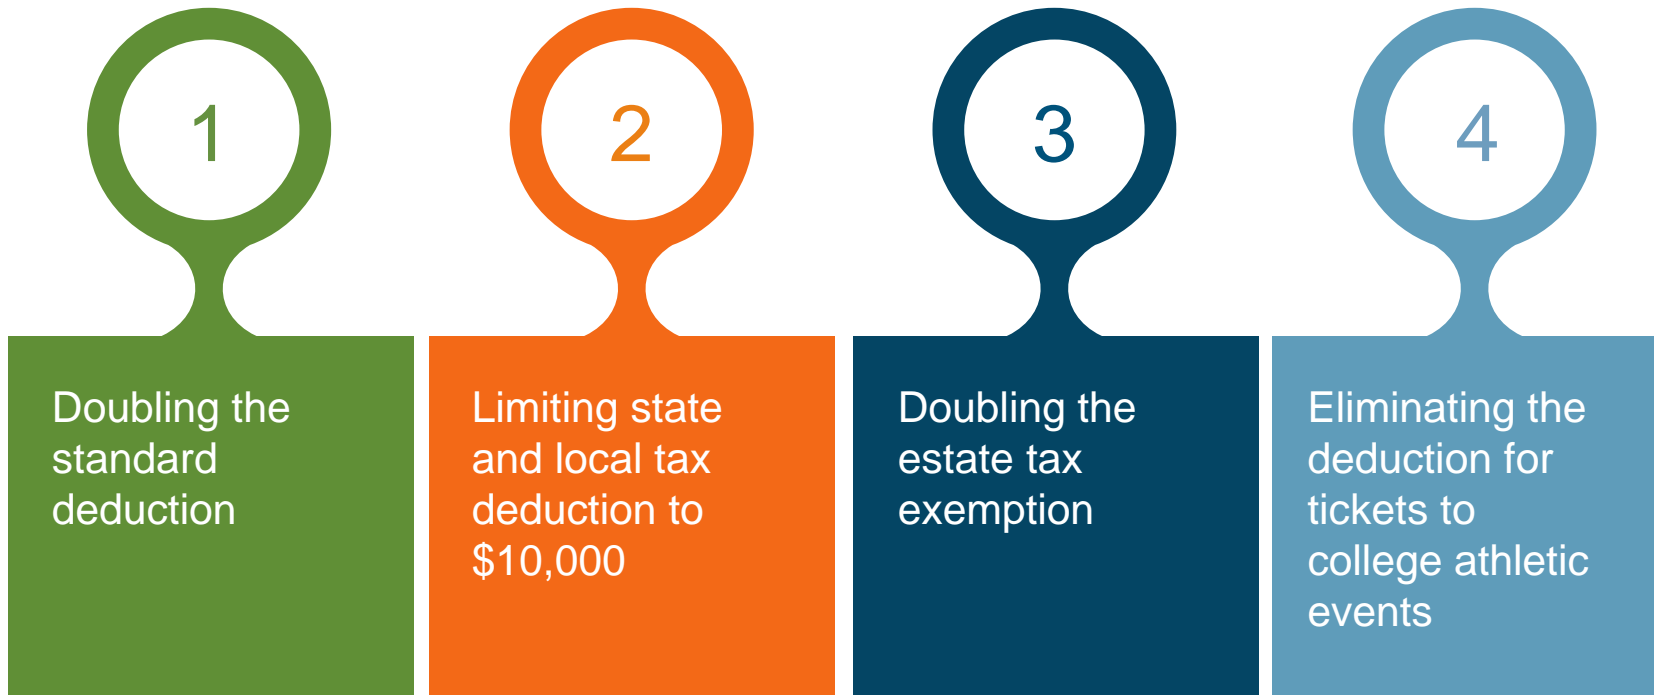 1
Doubling the
standard
deduction
2
Limiting state
and local tax
deduction to
$10,000
3
Doubling the
estate tax
exemption
4
Eliminating the
deduction for
tickets to
college athletic
events